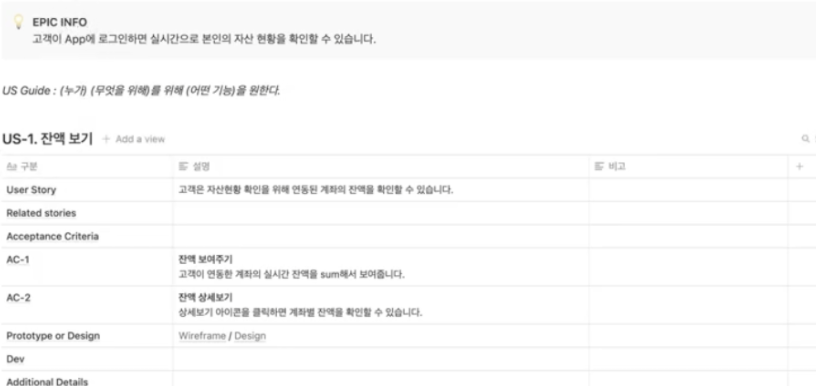 EPIC INFO
고객이 App에 로그인하면 실시간으로 본인의 자산 현황을 확인할 수 있습니다.
US Guide : (누가) (무엇을 위해)를 위해 (어떤 기능)을 원한다.
US-1. 잔액 보기 + Add a view
Aa 구분 설명 비고 +
User Story 고객은 자산현황 확인을 위해 연동된 계좌의 잔액을 확인할 수 있습니다.
Related stories
Acceptance Criteria
AC-1 잔액 보여주기
고객이 연동한 계좌의 실시간 잔액을 sum해서 보여줍니다.
AC-2 잔액 상세보기
상세보기 아이콘을 클릭하면 계좌별 잔액을 확인할 수 있습니다.
Prototype or Design Wireframe / Design
Dev
Additional Details